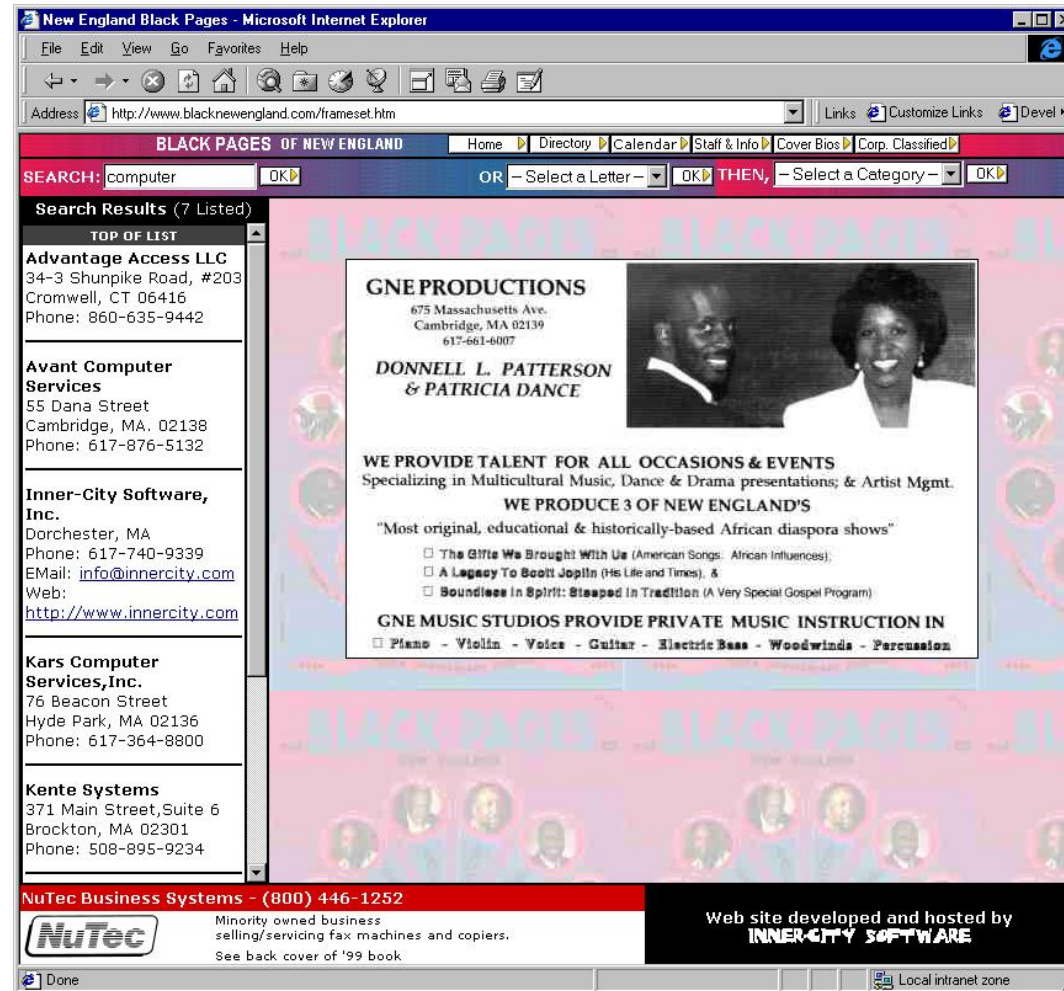 New England Black Pages - Microsoft Internet Explorer
File Edit View Go Favorites Help
Address http://www.blacknewengland.com/frameset.htm Links Customize Links Devel
BLACK PAGES OF NEW ENGLAND Home Directory Calendar Staff & Info Cover Bios Corp. Classified
SEARCH: computer OK OR – Select a Letter – OK THEN, – Select a Category – OK
Search Results (7 Listed)
TOP OF LIST
Advantage Access LLC
34-3 Shunpike Road, #203
Cromwell, CT 06416
Phone: 860-635-9442
Avant Computer
Services
55 Dana Street
Cambridge, MA. 02138
Phone: 617-876-5132
Inner-City Software,
Inc.
Dorchester, MA
Phone: 617-740-9339
EMail: info@innercity.com
Web:
http://www.innercity.com
Kars Computer
Services,Inc.
76 Beacon Street
Hyde Park, MA 02136
Phone: 617-364-8800
Kente Systems
371 Main Street,Suite 6
Brockton, MA 02301
Phone: 508-895-9234
BLACK PAGES
GNE PRODUCTIONS
675 Massachusetts Ave.
Cambridge, MA 02139
617-661-6007
DONNELL L. PATTERSON
& PATRICIA DANCE
WE PROVIDE TALENT FOR ALL OCCASIONS & EVENTS
Specializing in Multicultural Music, Dance & Drama presentations; & Artist Mgmt.
WE PRODUCE 3 OF NEW ENGLAND'S
"Most original, educational & historically-based African diaspora shows"
The Gifts We Brought With Us (American Songs. African Influences);
A Legacy To Scott Joplin (His Life and Times), &
Boundless In Spirit: Steeped In Tradition (A Very Special Gospel Program)
GNE MUSIC STUDIOS PROVIDE PRIVATE MUSIC INSTRUCTION IN
Piano - Violin - Voice - Guitar - Electric Bass - Woodwinds - Percussion
BLACK PAGES
NuTec Business Systems - (800) 446-1252
NuTec
Minority owned business
selling/servicing fax machines and copiers.
See back cover of '99 book
Web site developed and hosted by
INNER-CITY SOFTWARE
Done Local intranet zone